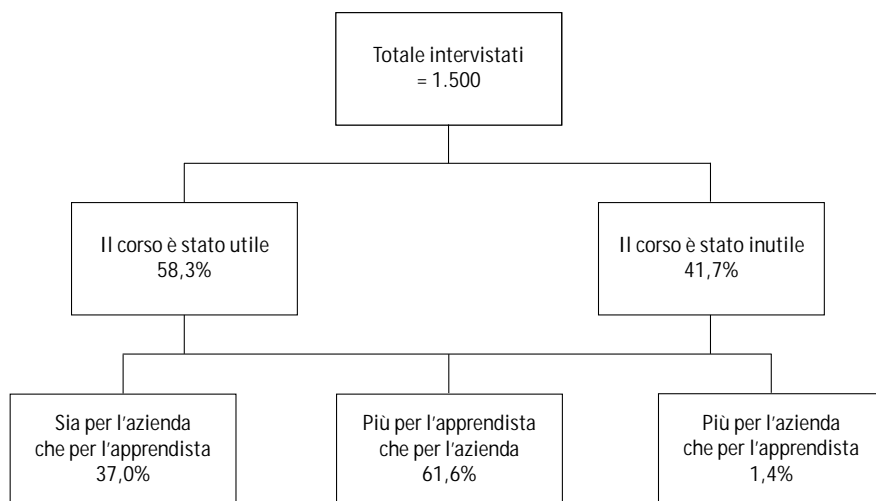 Totale intervistati
= 1.500
Il corso è stato utile
58,3%
Il corso è stato inutile
41,7%
Sia per l'azienda
che per l'apprendista
37,0%
Più per l'apprendista
che per l'azienda
61,6%
Più per l'azienda
che per l'apprendista
1,4%